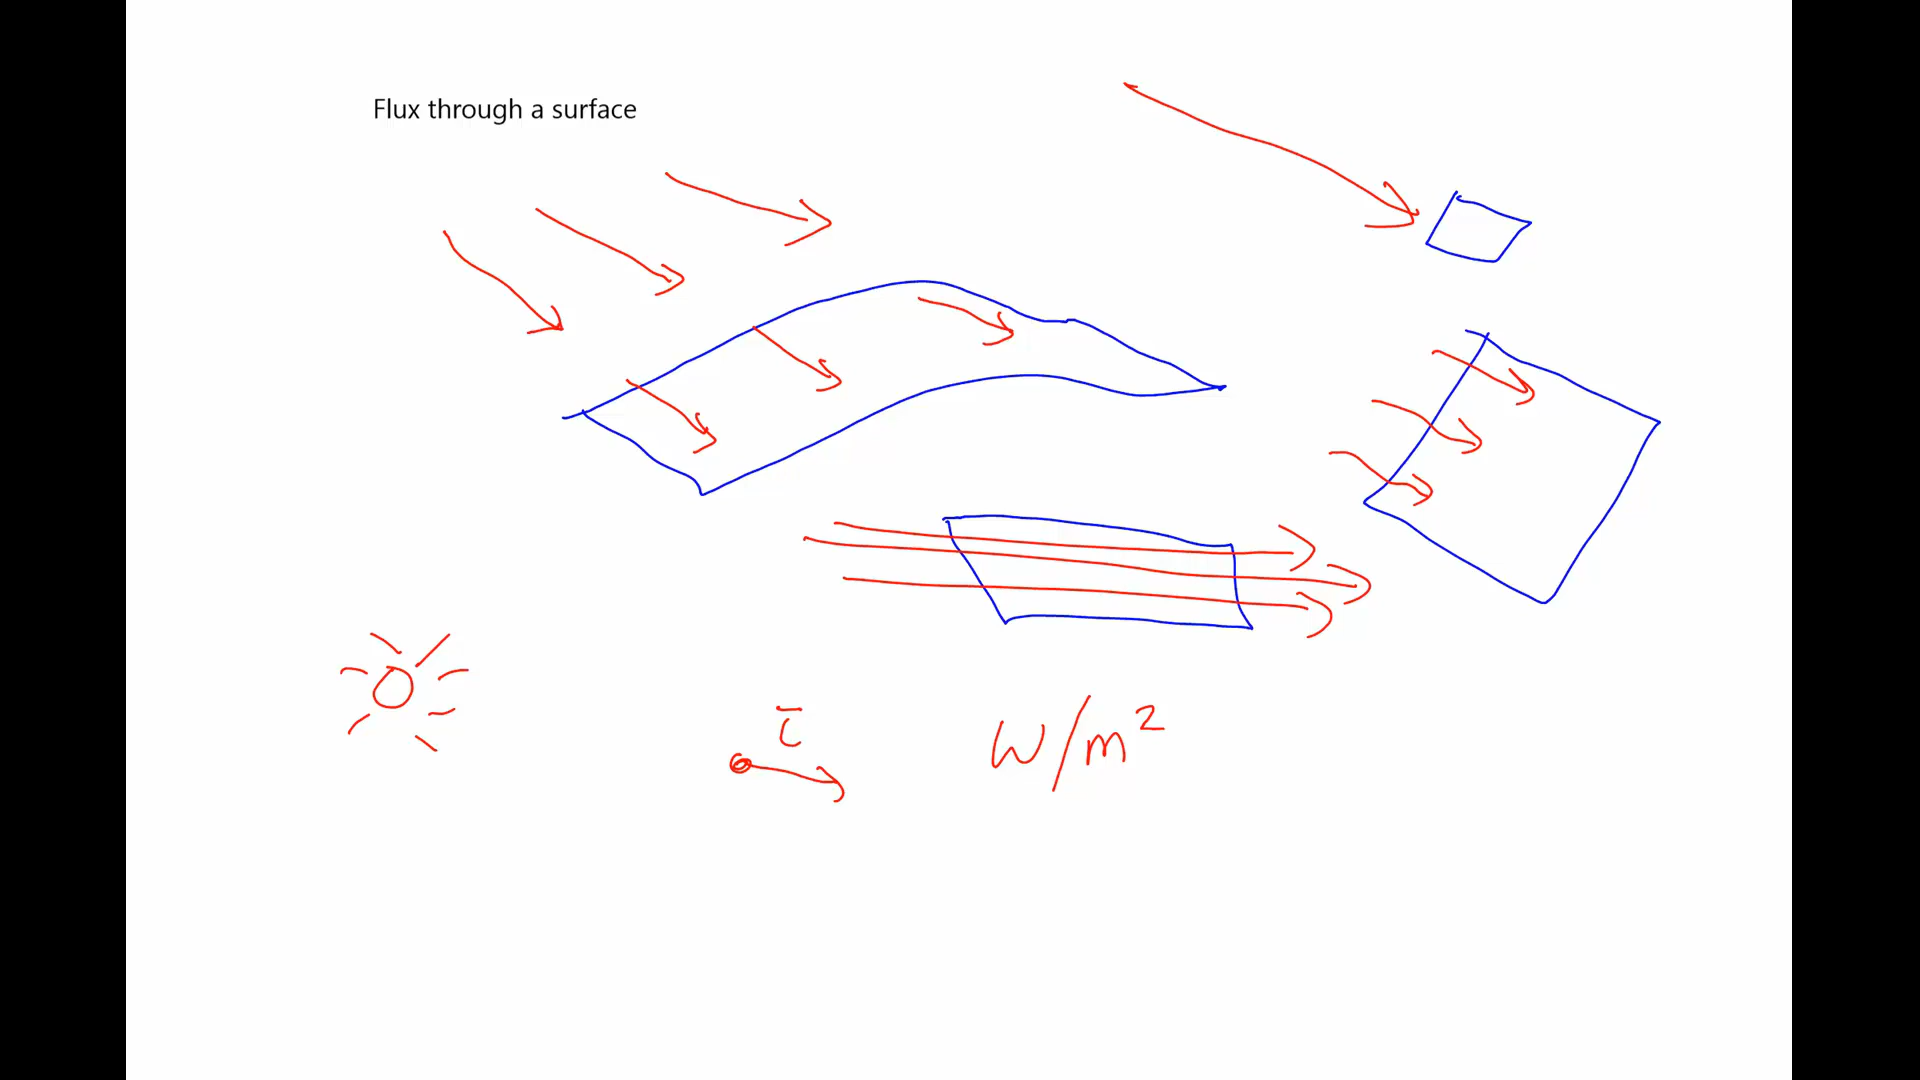 Flux through a surface
W/m²